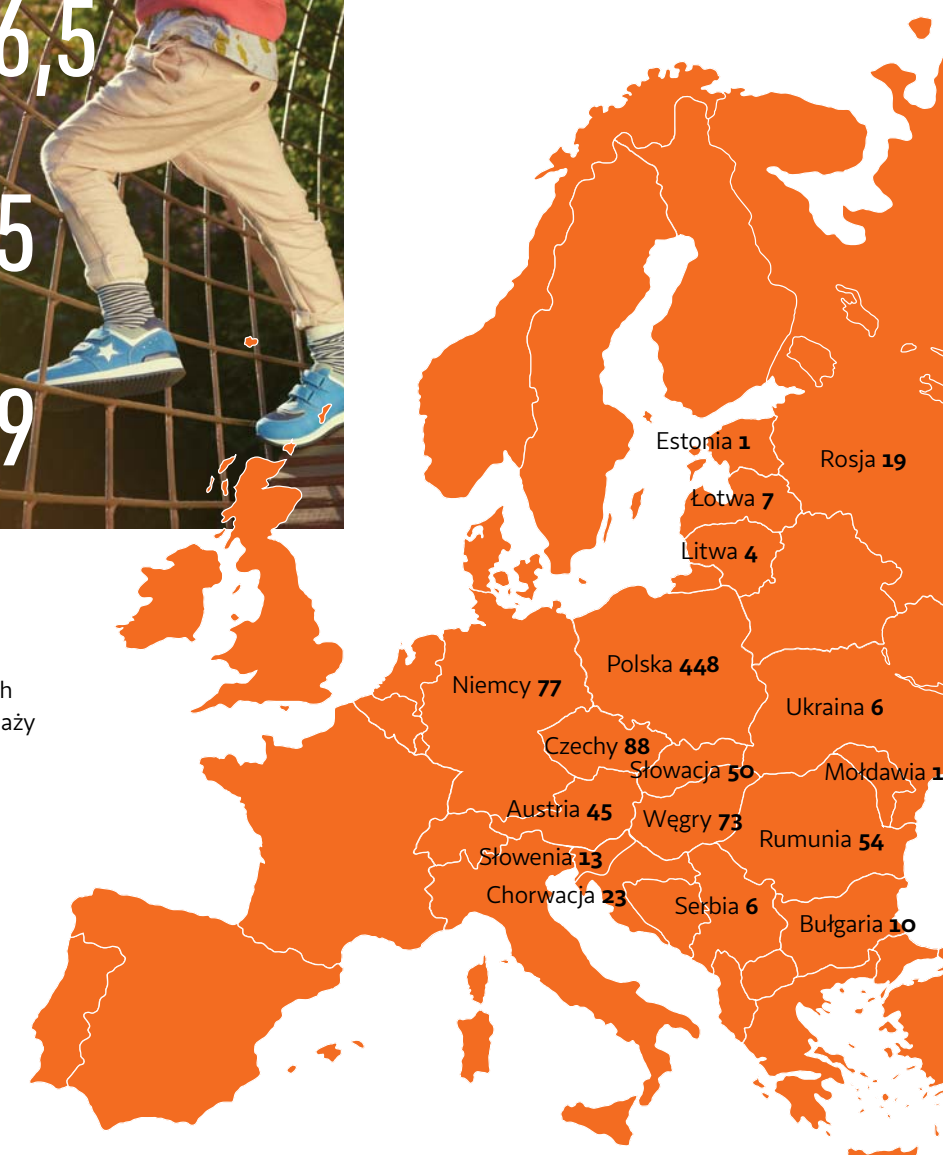 6,5
5
9
h
aży
Estonia 1
Rosja 19
Łotwa 7
Litwa 4
Polska 448
Niemcy 77
Ukraina 6
Czechy 88
Słowacja 50
Mołdawia 1
Austria 45
Węgry 73
Rumunia 54
Słowenia 13
Chorwacja 23
Serbia 6
Bułgaria 10